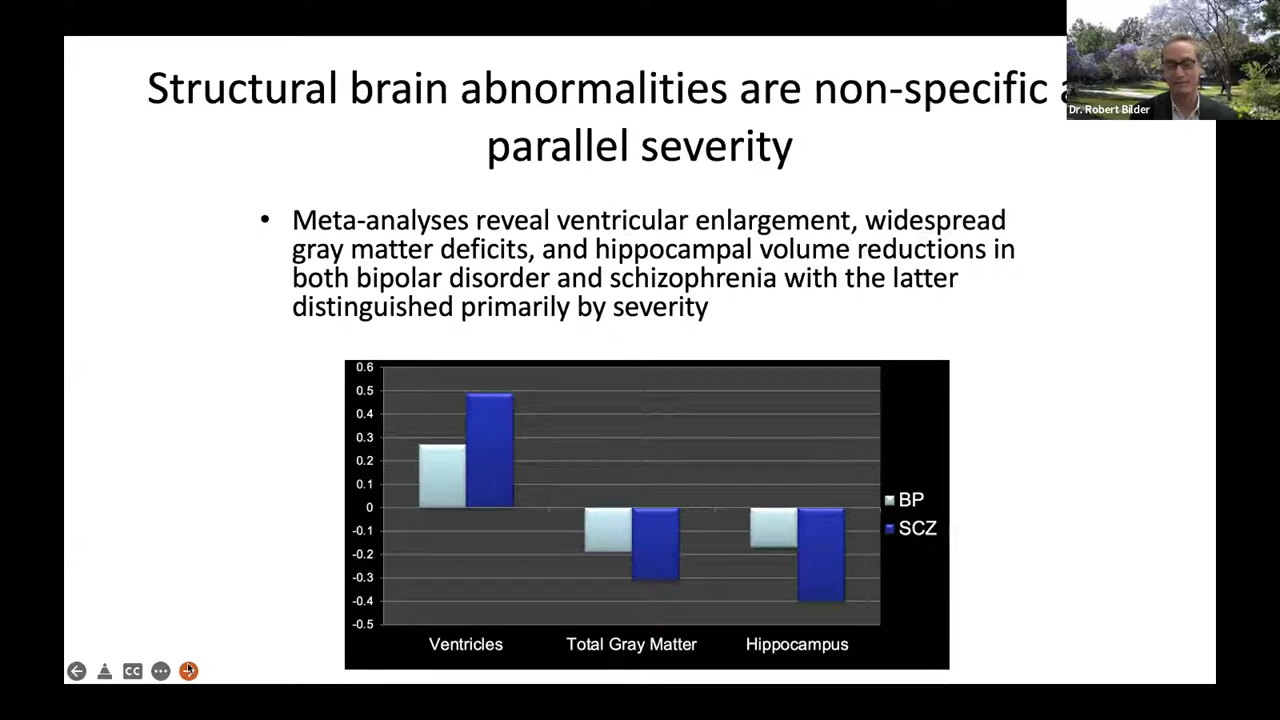 Structural brain abnormalities are non-specific
parallel severity
Dr. Robert Bilder
• Meta-analyses reveal ventricular enlargement, widespread
gray matter deficits, and hippocampal volume reductions in
both bipolar disorder and schizophrenia with the latter
distinguished primarily by severity
0.6
0.5
0.4
0.3
0.2
0.1
0
-0.1
-0.2
-0.3
-0.4
-0.5
Ventricles
Total Gray Matter
Hippocampus
BP
SCZ
CC